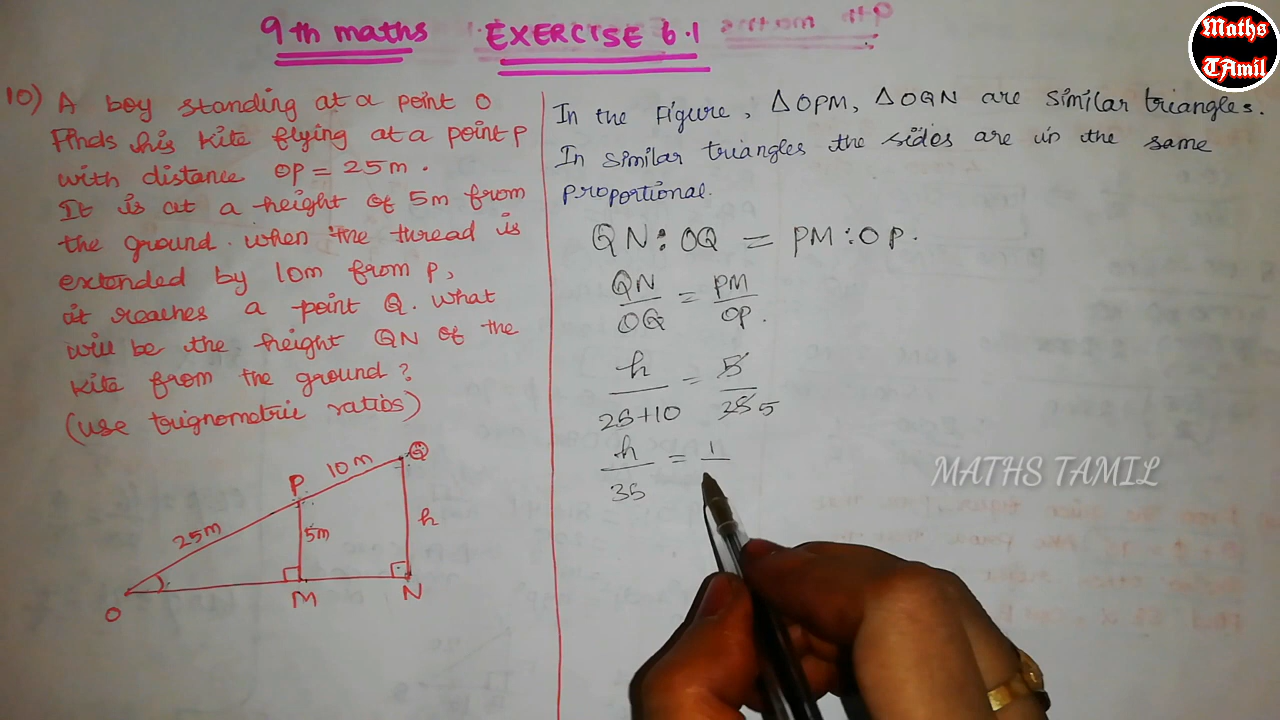 9th maths EXERCISE 6.1
Maths
TAmil
10) A boy standing at a point O
Finds his kite flying at a point P
with distance OP = 25m.
It is at a height of 5m from
the ground. when the thread is
extended by 10m from P,
it reaches a point Q. what
will be the height QN of the
kite from the ground?
(use trignometric ratios)
P 10m Q
25m 5m h
O M N
In the Figure, △OPM, △OQN are similar triangles.
In similar triangles the sides are in the same
proportional.
QN : OQ = PM : OP.
QN/OQ = PM/OP.
h/25+10 = 5/25 5
h/35 = 1
MATHS TAMIL